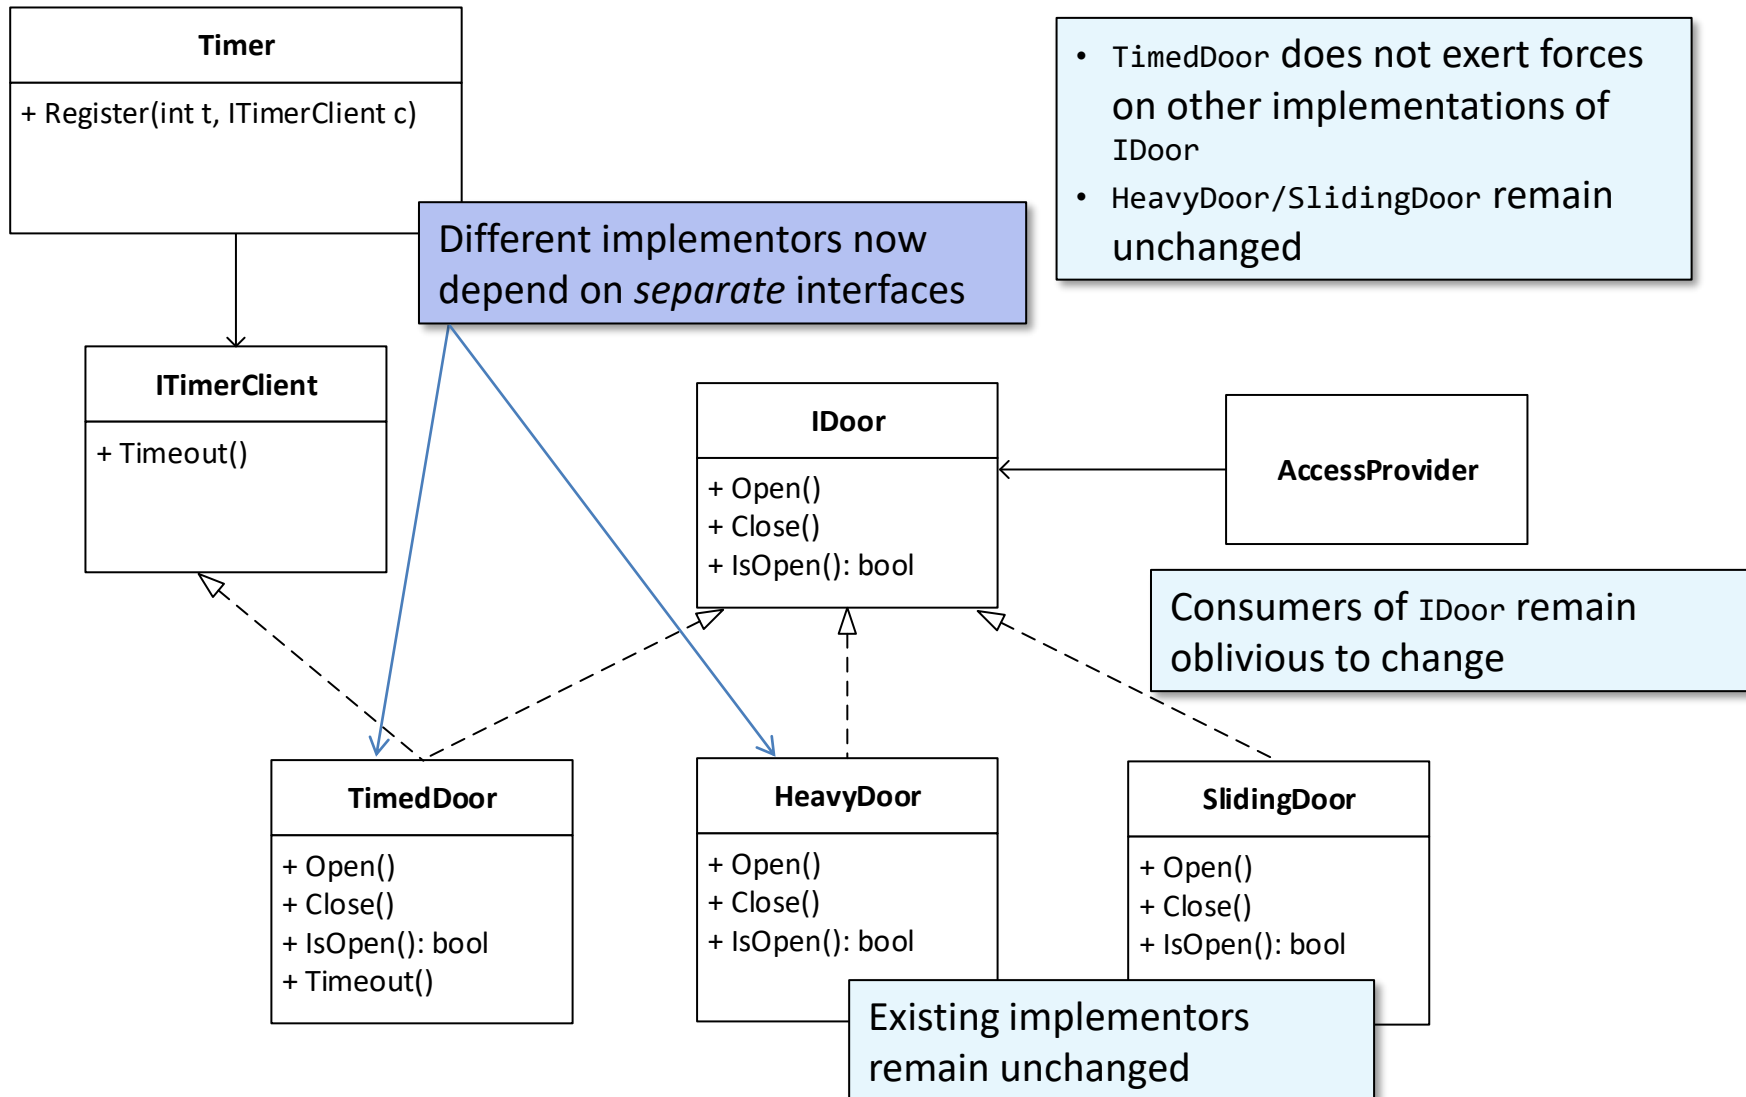 Timer
+ Register(int t, ITimerClient c)
• TimedDoor does not exert forces
on other implementations of
IDoor
• HeavyDoor/SlidingDoor remain
unchanged
Different implementors now
depend on separate interfaces
ITimerClient
+ Timeout()
IDoor
+ Open()
+ Close()
+ IsOpen(): bool
AccessProvider
Consumers of IDoor remain
oblivious to change
TimedDoor
+ Open()
+ Close()
+ IsOpen(): bool
+ Timeout()
HeavyDoor
+ Open()
+ Close()
+ IsOpen(): bool
SlidingDoor
+ Open()
+ Close()
+ IsOpen(): bool
Existing implementors
remain unchanged